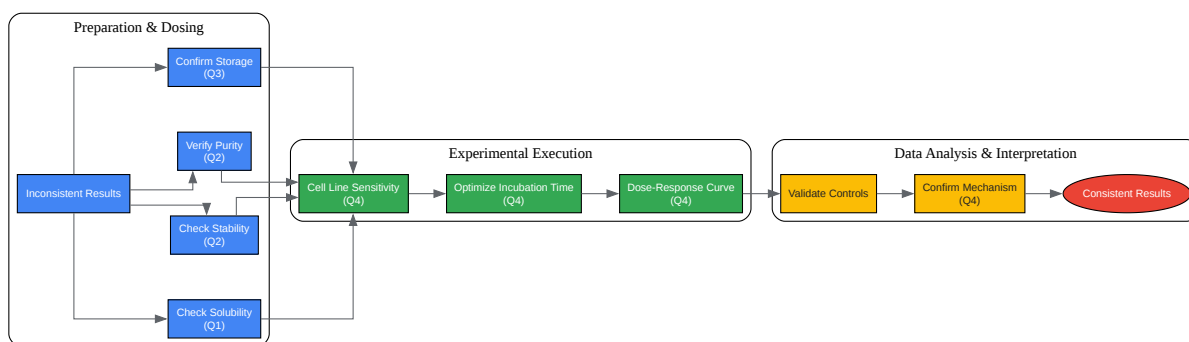 Preparation & Dosing
Inconsistent Results
Confirm Storage
(Q3)
Verify Purity
(Q2)
Check Stability
(Q2)
Check Solubility
(Q1)
Experimental Execution
Cell Line Sensitivity
(Q4)
Optimize Incubation Time
(Q4)
Dose-Response Curve
(Q4)
Data Analysis & Interpretation
Validate Controls
Confirm Mechanism
(Q4)
Consistent Results